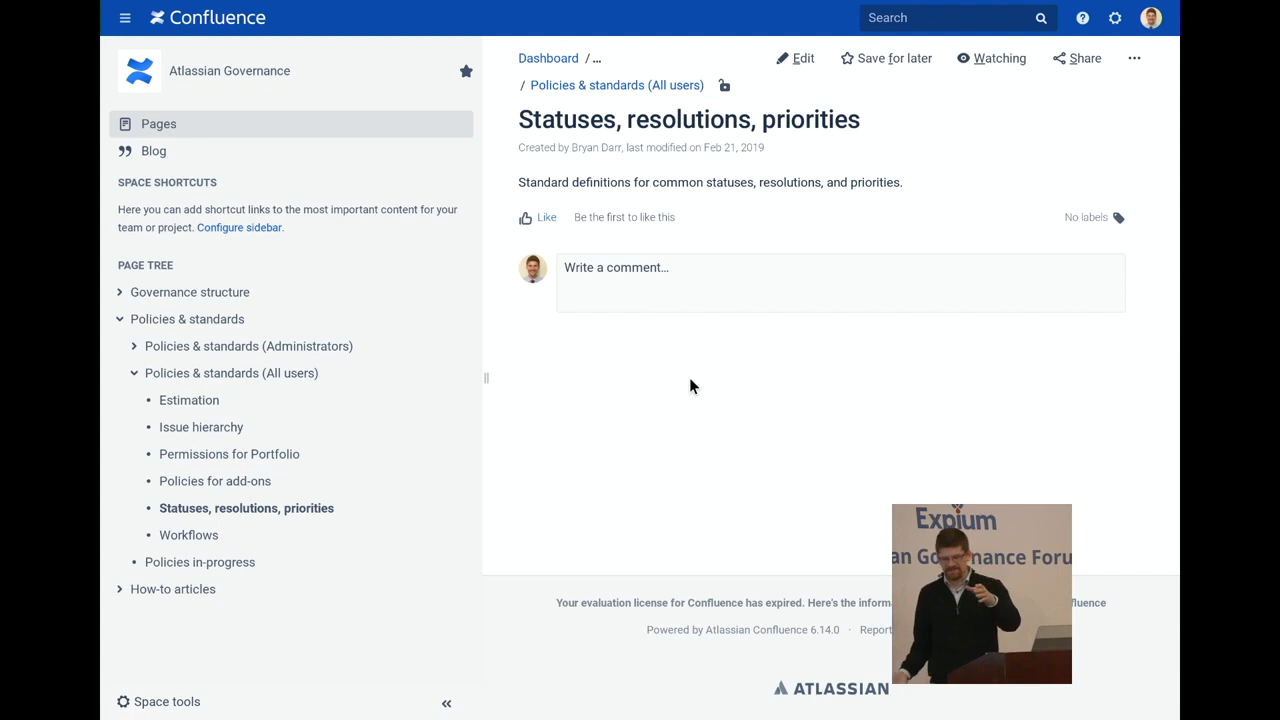 Confluence
Search
Atlassian Governance
Pages
Blog
SPACE SHORTCUTS
Here you can add shortcut links to the most important content for your
team or project. Configure sidebar.
PAGE TREE
Governance structure
Policies & standards
Policies & standards (Administrators)
Policies & standards (All users)
Estimation
Issue hierarchy
Permissions for Portfolio
Policies for add-ons
Statuses, resolutions, priorities
Workflows
Policies in-progress
How-to articles
Space tools
Dashboard /...
Edit
Save for later
Watching
Share
/ Policies & standards (All users)
Statuses, resolutions, priorities
Created by Bryan Darr, last modified on Feb 21, 2019
Standard definitions for common statuses, resolutions, and priorities.
Like
Be the first to like this
No labels
Write a comment...
Your evaluation license for Confluence has expired. Here's the
Powered by Atlassian Confluence 6.14.0 · Report
ATLASSIAN
Expium